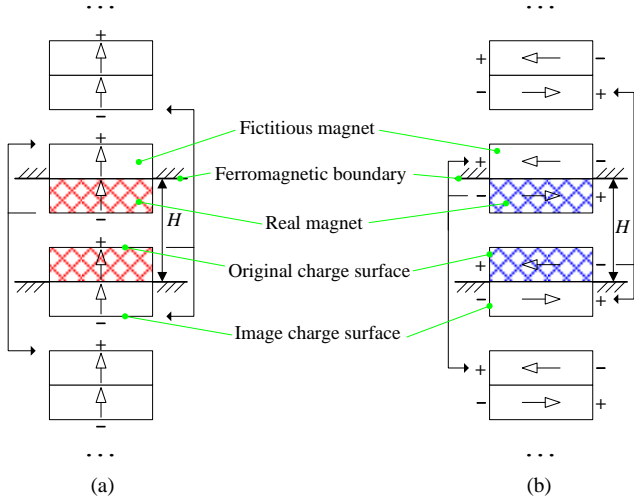 ... ...
+
+ −
− +
−
+
Fictitious magnet
+ −
Ferromagnetic boundary
− +
H
Real magnet
H
−
+
Original charge surface
+ −
− +
Image charge surface
−
+
+ −
− +
−
... ...
(a) (b)